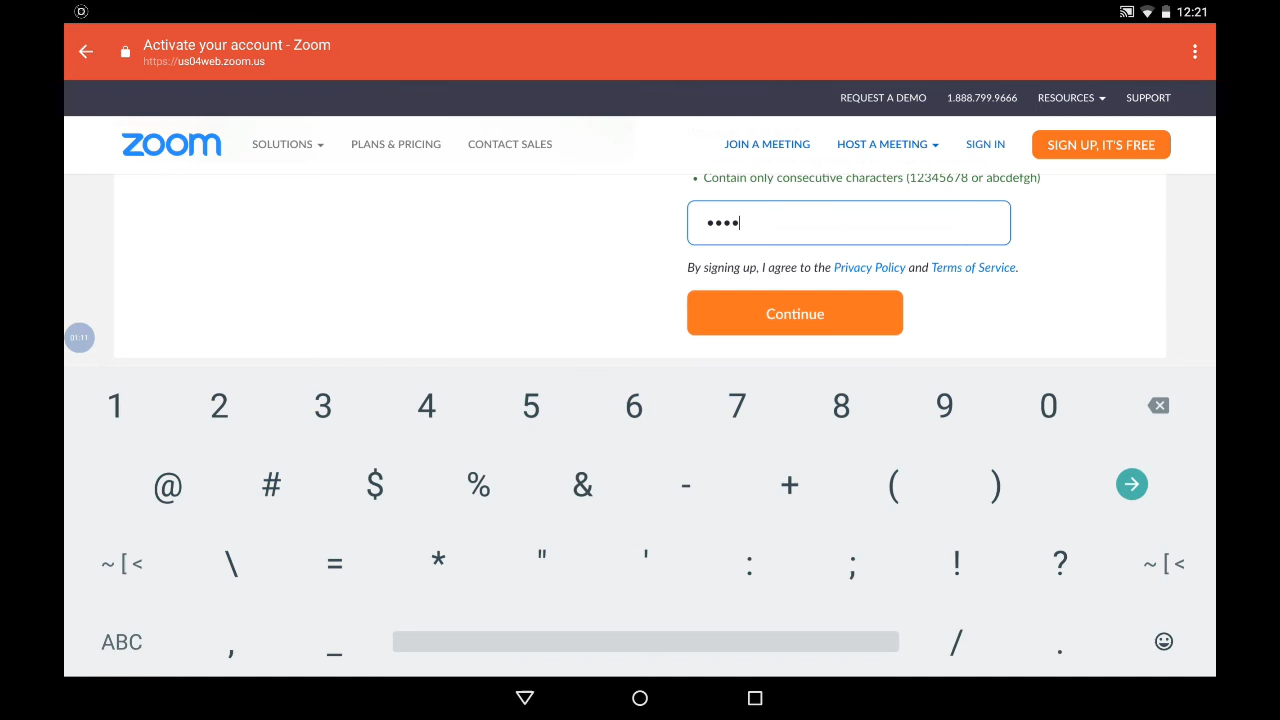 12:21
Activate your account - Zoom
https://us04web.zoom.us
REQUEST A DEMO 1.888.799.9666 RESOURCES SUPPORT
zoom SOLUTIONS PLANS & PRICING CONTACT SALES JOIN A MEETING HOST A MEETING SIGN IN SIGN UP, IT'S FREE
• Contain only consecutive characters (12345678 or abcdefgh)
••••
By signing up, I agree to the Privacy Policy and Terms of Service.
Continue
01:11
1 2 3 4 5 6 7 8 9 0
@ # $ % & - + ( )
~ [ < \ = * " ' : ; ! ? ~ [ <
ABC , _ / .